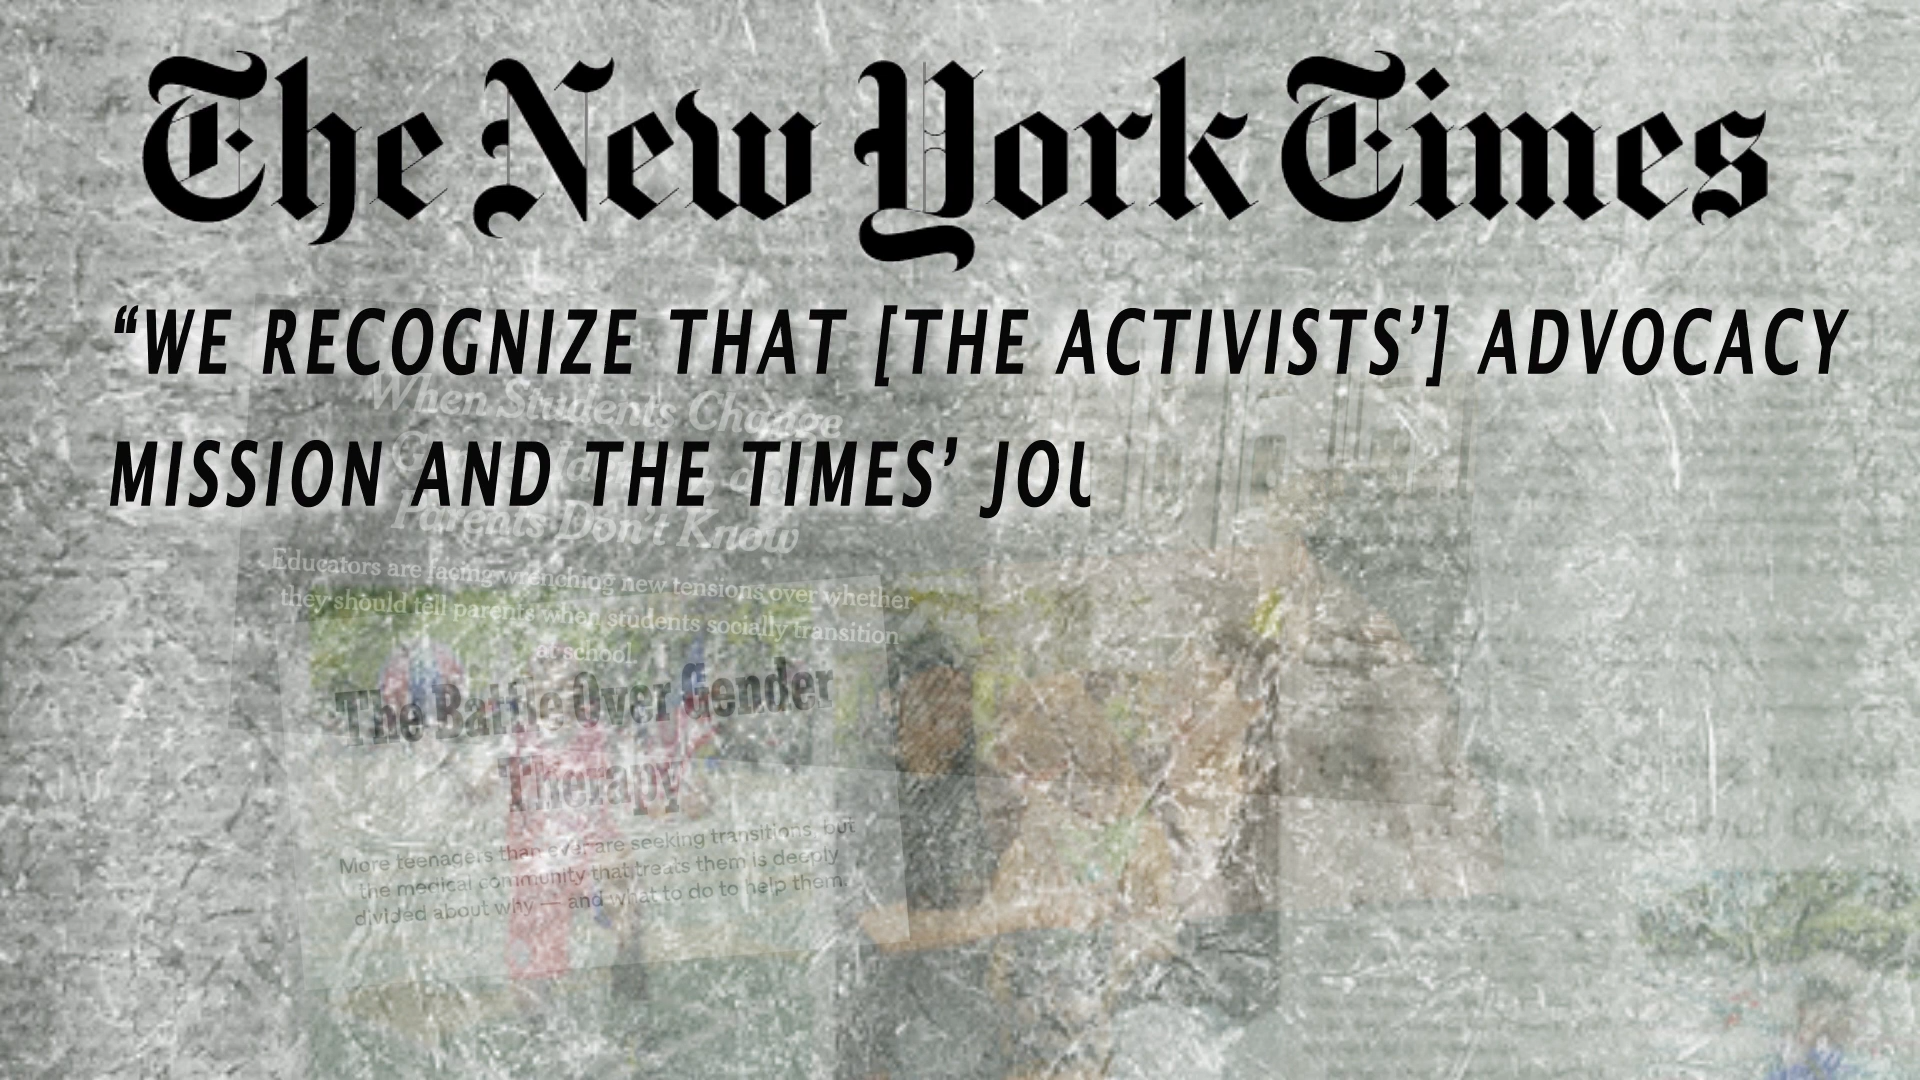 The New York Times
“WE RECOGNIZE THAT [THE ACTIVISTS’] ADVOCACY
MISSION AND THE TIMES’ JOU
When Students Change
Parents Don't Know
Educators are facing wrenching new tensions over whether
they should tell parents when students socially transition
at school.
The Battle Over Gender
Therapy
More teenagers than ever are seeking transitions, but
the medical community that treats them is deeply
divided about why — and what to do to help them.